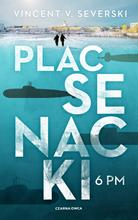 VINCENT V. SEVERSKI
PLAC
SE
NAC
KI
6 PM
CZARNA OWCA